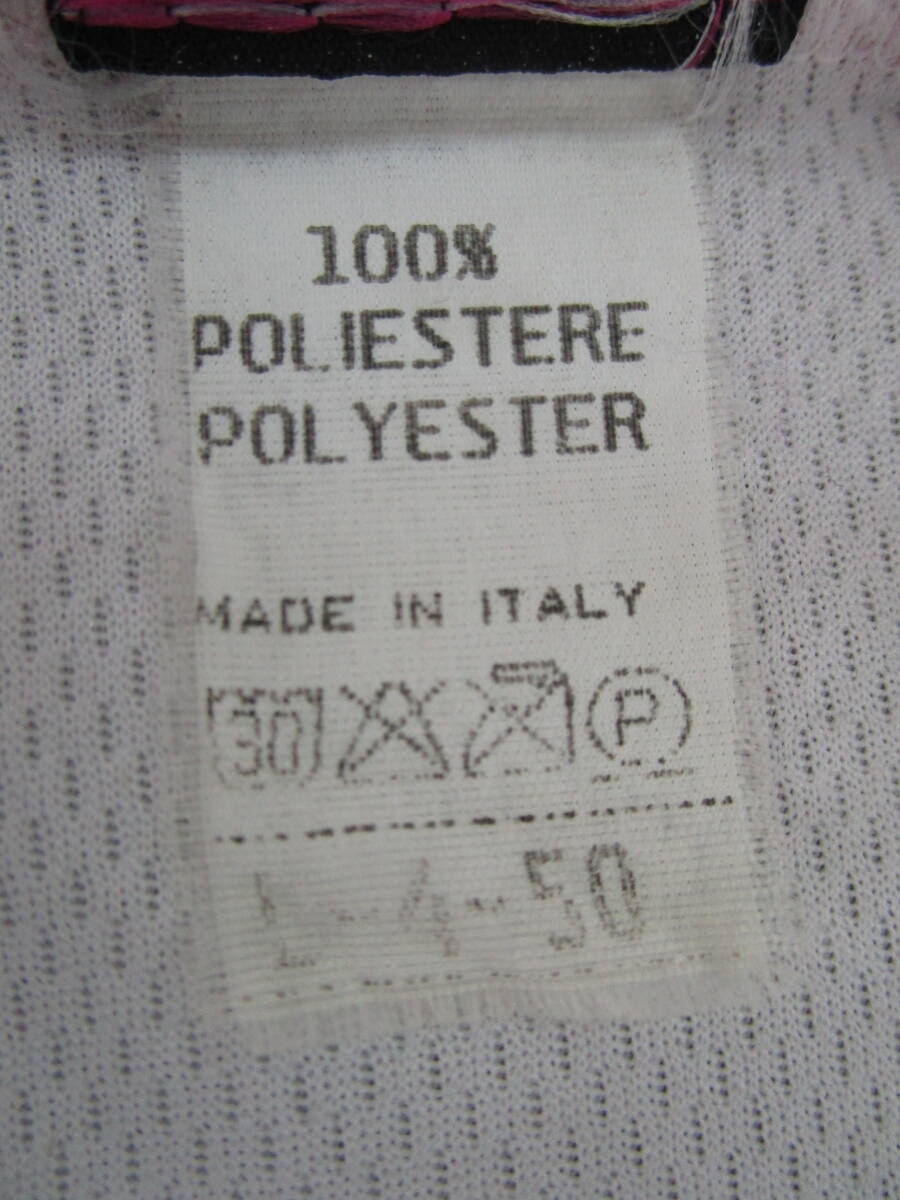 100%
POLIESTERE
POLYESTER
MADE IN ITALY
30 P
L-4-50